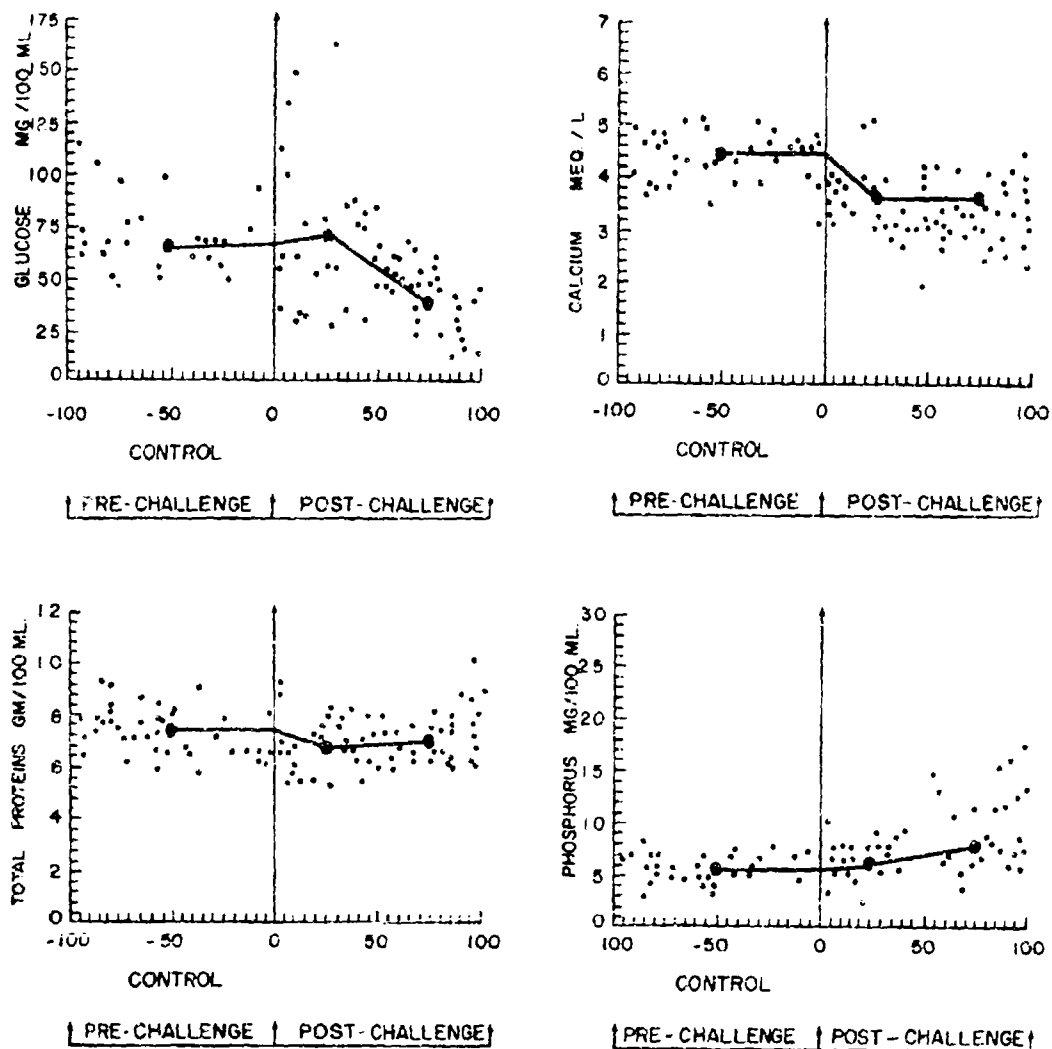 GLUCOSE MG/100 ML
175
150
125
100
75
50
25
0
-100 -50 0 50 100
CONTROL
PRE-CHALLENGE POST-CHALLENGE
CALCIUM MEQ/L
7
6
5
4
3
2
1
0
-100 -50 0 50 100
CONTROL
PRE-CHALLENGE POST-CHALLENGE
TOTAL PROTEINS GM/100 ML.
12
10
8
6
4
2
0
-100 -50 0 50 100
CONTROL
PRE-CHALLENGE POST-CHALLENGE
PHOSPHORUS MG/100 ML.
30
25
20
15
10
5
0
100 -50 0 50 100
CONTROL
PRE-CHALLENGE POST-CHALLENGE